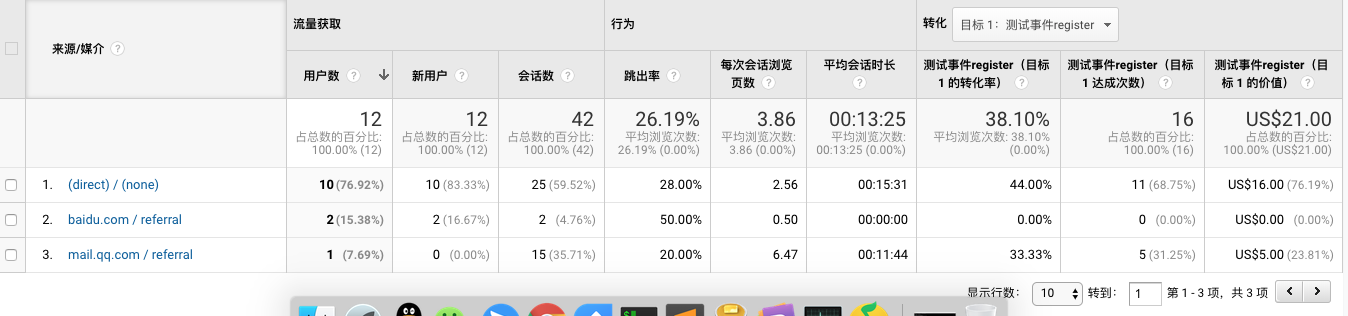 流量获取 行为 转化 目标 1：测试事件register
来源/媒介
用户数 新用户 会话数 跳出率 每次会话浏览页数 平均会话时长 测试事件register（目标 1 的转化率） 测试事件register（目标 1 达成次数） 测试事件register（目标 1 的价值）
12 12 42 26.19% 3.86 00:13:25 38.10% 16 US$21.00
占总数的百分比: 占总数的百分比: 占总数的百分比: 平均浏览次数: 平均浏览次数: 平均浏览次数: 平均浏览次数: 38.10% 占总数的百分比: 占总数的百分比:
100.00% (12) 100.00% (12) 100.00% (42) 26.19% (0.00%) 3.86 (0.00%) 00:13:25 (0.00%) (0.00%) 100.00% (16) 100.00% (US$21.00)
1. (direct) / (none) 10 (76.92%) 10 (83.33%) 25 (59.52%) 28.00% 2.56 00:15:31 44.00% 11 (68.75%) US$16.00 (76.19%)
2. baidu.com / referral 2 (15.38%) 2 (16.67%) 2 (4.76%) 50.00% 0.50 00:00:00 0.00% 0 (0.00%) US$0.00 (0.00%)
3. mail.qq.com / referral 1 (7.69%) 0 (0.00%) 15 (35.71%) 20.00% 6.47 00:11:44 33.33% 5 (31.25%) US$5.00 (23.81%)
显示行数： 10 转到： 1 第 1 - 3 项，共 3 项